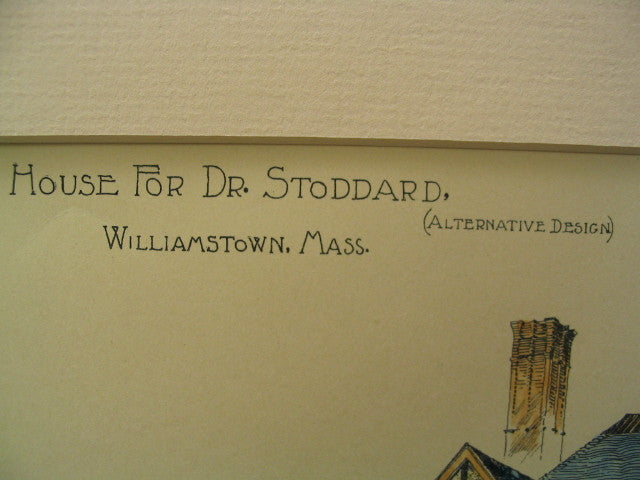 House For Dr. Stoddard,
(Alternative Design)
Williamstown, Mass.